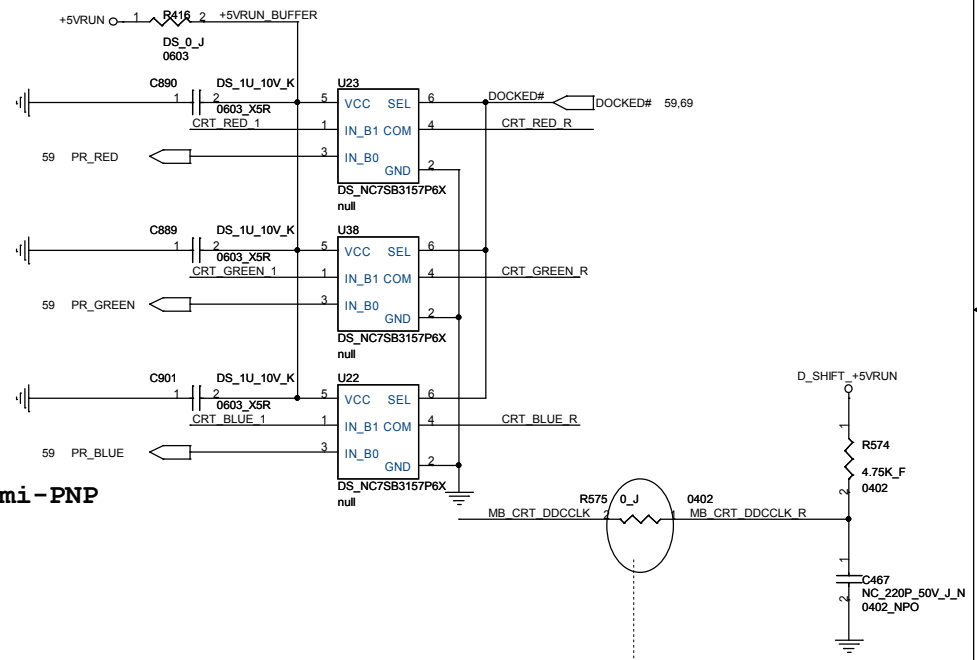 +5VRUN 1 R416 2 +5VRUN_BUFFER
DS_0_J
0603
C890 DS_1U_10V_K U23
1 2 5 VCC SEL 6 DOCKED# DOCKED# 59,69
0603_X5R
CRT_RED_1 1 IN_B1 COM 4 CRT_RED_R
59 PR_RED 3 IN_B0
GND 2
DS_NC7SB3157P6X
null
C889 DS_1U_10V_K U38
1 2 5 VCC SEL 6
0603_X5R
CRT_GREEN_1 1 IN_B1 COM 4 CRT_GREEN_R
59 PR_GREEN 3 IN_B0
GND 2
DS_NC7SB3157P6X
null
C901 DS_1U_10V_K U22
1 2 5 VCC SEL 6
0603_X5R
CRT_BLUE_1 1 IN_B1 COM 4 CRT_BLUE_R
59 PR_BLUE 3 IN_B0
GND 2
DS_NC7SB3157P6X
null
mi-PNP
D_SHIFT_+5VRUN
1
R574
4.75K_F
0402
2
R575 0_J 0402
MB_CRT_DDCCLK 2 1 MB_CRT_DDCCLK_R
1
C467
NC_220P_50V_J_N
2
0402_NPO